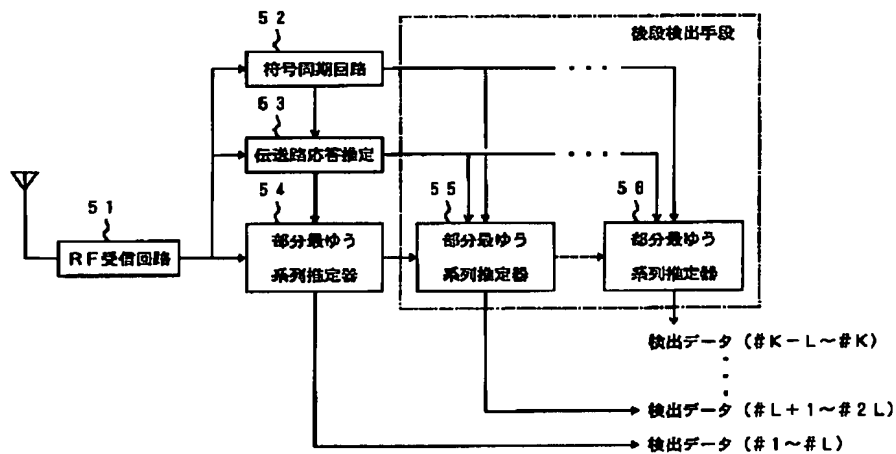 52
後段検出手段
符号同期回路
53
伝送路応答推定
54
55
56
51
RF受信回路
部分最ゆう
系列推定器
部分最ゆう
系列推定器
部分最ゆう
系列推定器
検出データ(#K-L~#K)
検出データ(#L+1~#2L)
検出データ(#1~#L)